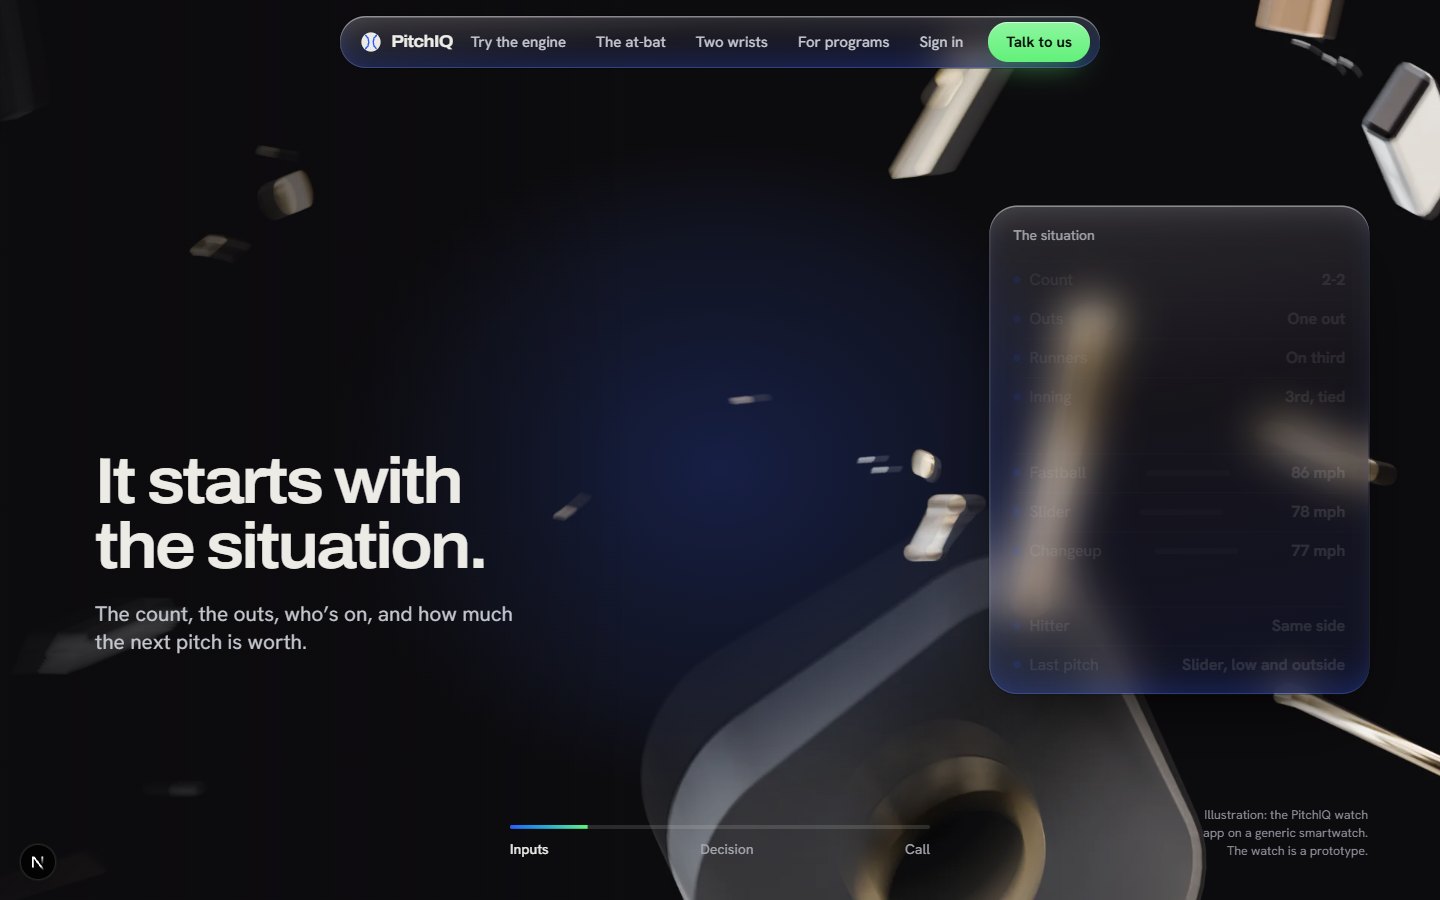 PitchIQ
Try the engine
The at-bat
Two wrists
For programs
Sign in
Talk to us
It starts with
the situation.
The count, the outs, who’s on, and how much
the next pitch is worth.
The situation
Count 2-2
Outs One out
Runners On third
Inning 3rd, tied
Fastball 86 mph
Slider 78 mph
Changeup 77 mph
Hitter Same side
Last pitch Slider, low and outside
Inputs
Decision
Call
Illustration: the PitchIQ watch
app on a generic smartwatch.
The watch is a prototype.
N